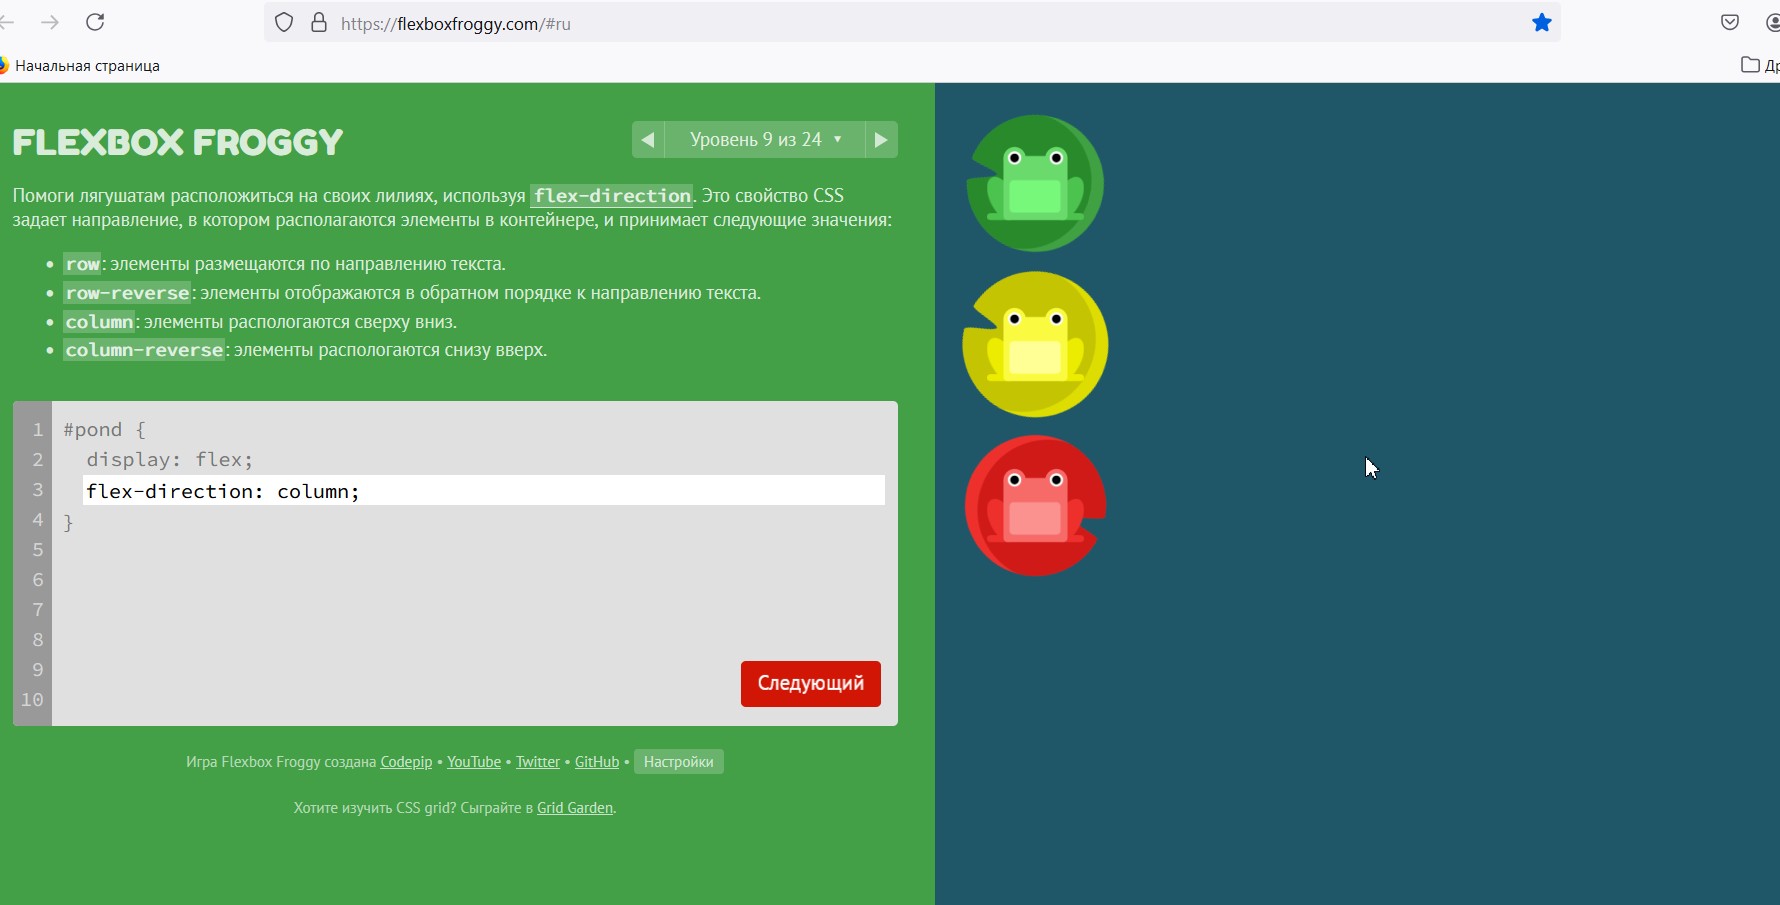 https://flexboxfroggy.com/#ru
Начальная страница
FLEXBOX FROGGY
Уровень 9 из 24
Помоги лягушатам расположиться на своих лилиях, используя flex-direction. Это свойство CSS
задает направление, в котором располагаются элементы в контейнере, и принимает следующие значения:
row: элементы размещаются по направлению текста.
row-reverse: элементы отображаются в обратном порядке к направлению текста.
column: элементы распологаются сверху вниз.
column-reverse: элементы распологаются снизу вверх.
1 #pond {
2 display: flex;
3 flex-direction: column;
4 }
5
6
7
8
9
10
Следующий
Игра Flexbox Froggy создана Codepip • YouTube • Twitter • GitHub • Настройки
Хотите изучить CSS grid? Сыграйте в Grid Garden.